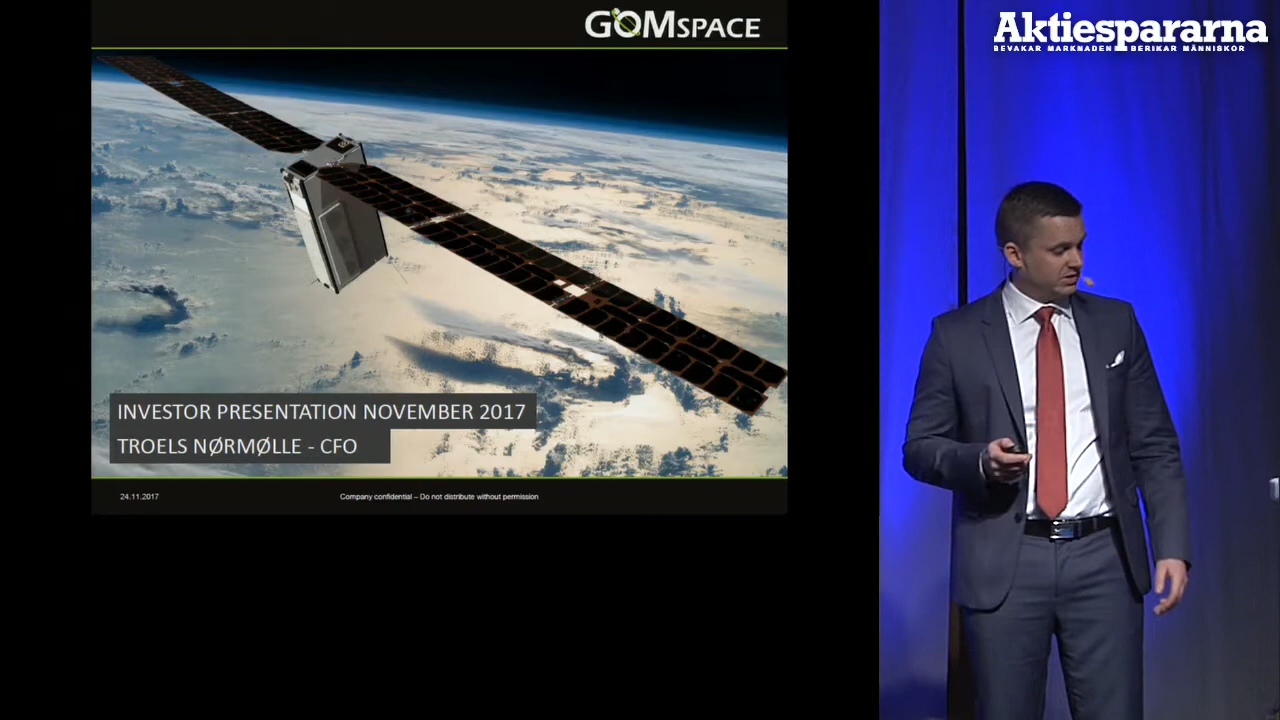 GOMSPACE
Aktiespararna
BEVAKAR MARKNADEN BERIKAR MÄNNISKOR
INVESTOR PRESENTATION NOVEMBER 2017
TROELS NØRMØLLE - CFO
24.11.2017
Company confidential – Do not distribute without permission